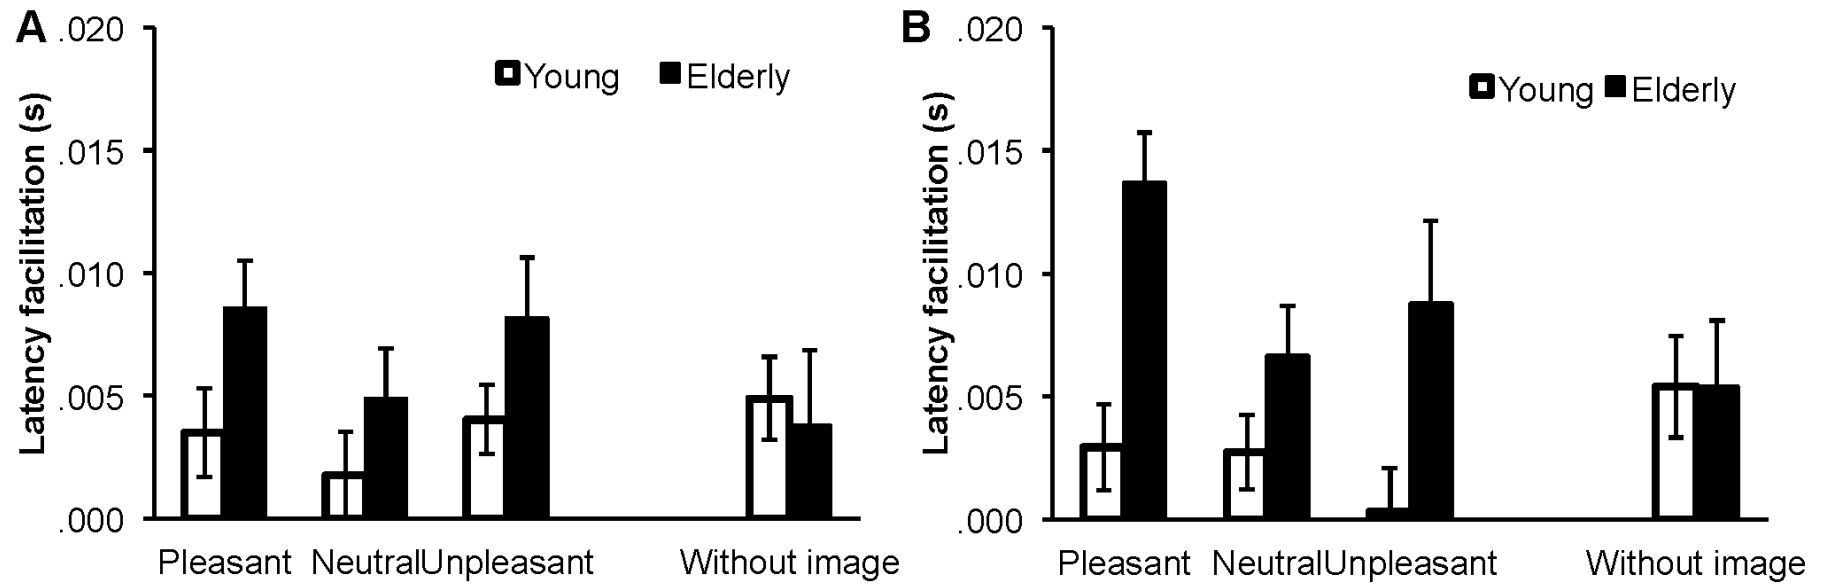 A
.020
.015
.010
.005
.000
Latency facilitation (s)
Young
Elderly
Pleasant
Neutral
Unpleasant
Without image
B
.020
.015
.010
.005
.000
Latency facilitation (s)
Young
Elderly
Pleasant
Neutral
Unpleasant
Without image